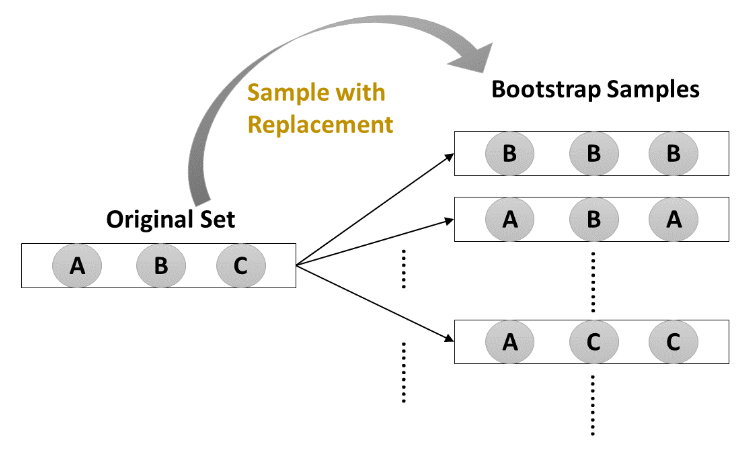 Sample with
Replacement
Bootstrap Samples
B B B
Original Set
A B A
A B C
A C C